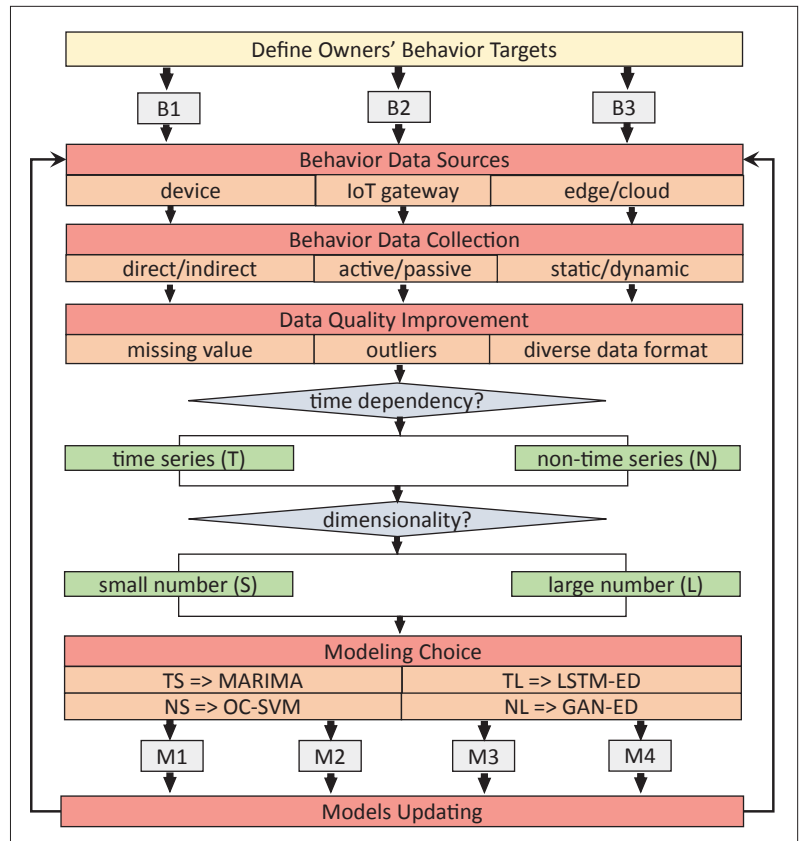 Define Owners’ Behavior Targets
B1 B2 B3
Behavior Data Sources
device IoT gateway edge/cloud
Behavior Data Collection
direct/indirect active/passive static/dynamic
Data Quality Improvement
missing value outliers diverse data format
time dependency?
time series (T) non-time series (N)
dimensionality?
small number (S) large number (L)
Modeling Choice
TS => MARIMA TL => LSTM-ED
NS => OC-SVM NL => GAN-ED
M1 M2 M3 M4
Models Updating